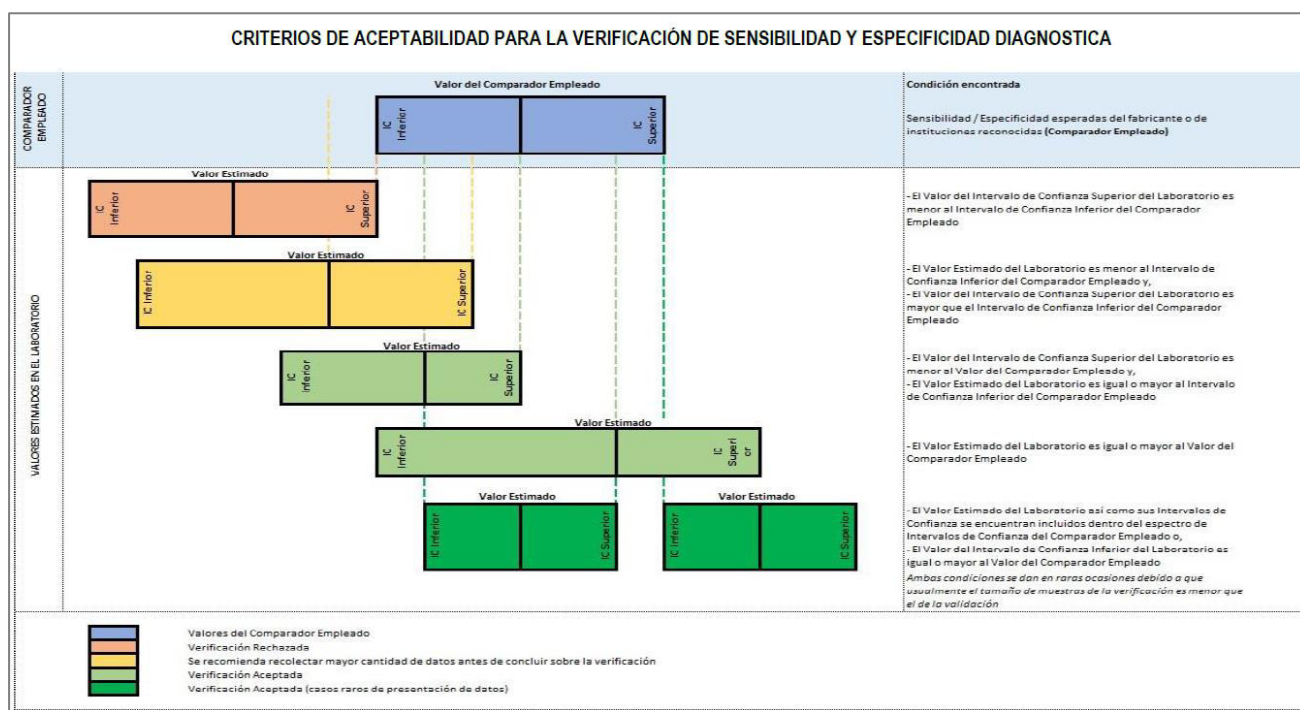 CRITERIOS DE ACEPTABILIDAD PARA LA VERIFICACIÓN DE SENSIBILIDAD Y ESPECIFICIDAD DIAGNOSTICA
COMPARADOR
EMPLEADO
Valor del Comparador Empleado
IC
Inferior
IC
Superior
Condición encontrada
Sensibilidad / Especificidad esperadas del fabricante o de
instituciones reconocidas (Comparador Empleado)
VALORES ESTIMADOS EN EL LABORATORIO
Valor Estimado
IC
Inferior
IC
Superior
- El Valor del Intervalo de Confianza Superior del Laboratorio es
menor al Intervalo de Confianza Inferior del Comparador
Empleado
Valor Estimado
IC Inferior
IC Superior
- El Valor Estimado del Laboratorio es menor al Intervalo de
Confianza Inferior del Comparador Empleado y,
- El Valor del Intervalo de Confianza Superior del Laboratorio es
mayor que el Intervalo de Confianza Inferior del Comparador
Empleado
Valor Estimado
IC
Inferior
IC
Superior
- El Valor del Intervalo de Confianza Superior del Laboratorio es
menor al Valor del Comparador Empleado y,
- El Valor Estimado del Laboratorio es igual o mayor al Intervalo
de Confianza Inferior del Comparador Empleado
Valor Estimado
IC
Inferior
IC
Superi
or
- El Valor Estimado del Laboratorio es igual o mayor al Valor del
Comparador Empleado
Valor Estimado
IC Inferior
IC Superior
Valor Estimado
IC Inferior
IC Superior
- El Valor Estimado del Laboratorio así como sus Intervalos de
Confianza se encuentran incluidos dentro del espectro de
Intervalos de Confianza del Comparador Empleado o,
- El Valor del Intervalo de Confianza Inferior del Laboratorio es
igual o mayor al Valor del Comparador Empleado
Ambas condiciones se dan en raras ocasiones debido a que
usualmente el tamaño de muestras de la verificación es menor que
el de la validación
Valores del Comparador Empleado
Verificación Rechazada
Se recomienda recolectar mayor cantidad de datos antes de concluir sobre la verificación
Verificación Aceptada
Verificación Aceptada (casos raros de presentación de datos)